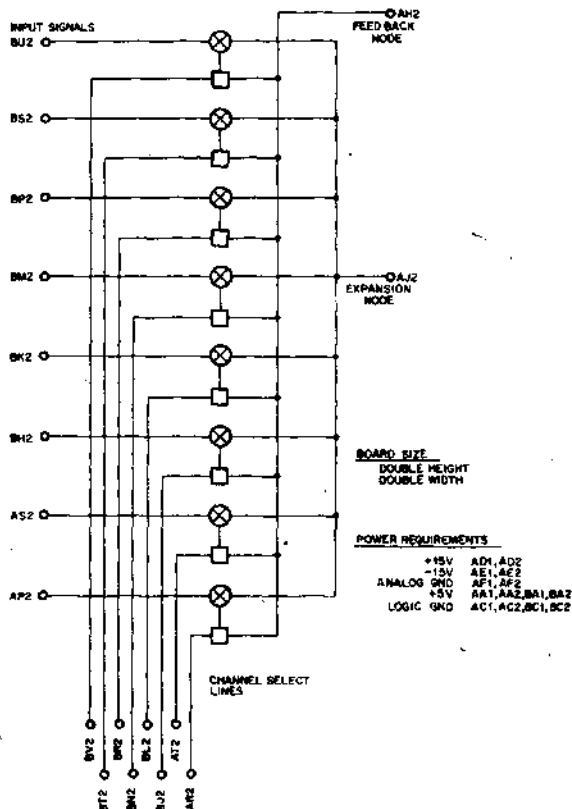 INPUT SIGNALS
BU2
BS2
BP2
BM2
BK2
BH2
AS2
AP2
AH2
FEED BACK
NODE
AJ2
EXPANSION
NODE
BOARD SIZE
DOUBLE HEIGHT
DOUBLE WIDTH
POWER REQUIREMENTS
+15V AD1,AD2
-15V AE1,AE2
ANALOG GND AF1,AF2
+5V AA1,AA2,BA1,BA2
LOGIC GND AC1,AC2,BC1,BC2
CHANNEL SELECT
LINES
BV2
BT2
BR2
BN2
BL2
BJ2
AT2
AR2